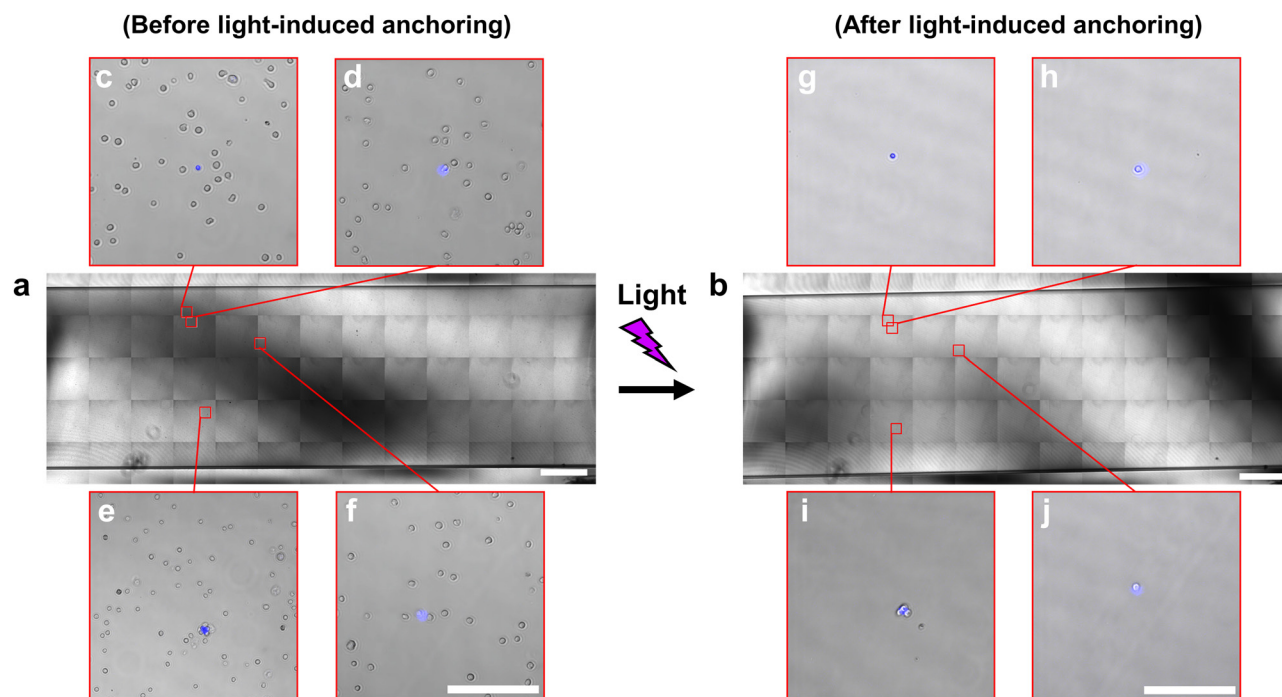 (Before light-induced anchoring)
(After light-induced anchoring)
c
d
g
h
a
Light
b
e
f
i
j